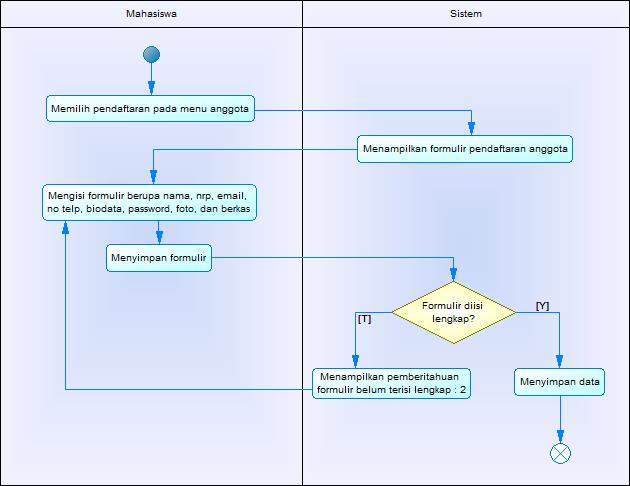 Mahasiswa
Sistem
Memilih pendaftaran pada menu anggota
Menampilkan formulir pendaftaran anggota
Mengisi formulir berupa nama, nrp, email,
no telp, biodata, password, foto, dan berkas
Menyimpan formulir
Formulir diisi
lengkap?
[T]
[Y]
Menampilkan pemberitahuan
formulir belum terisi lengkap : 2
Menyimpan data